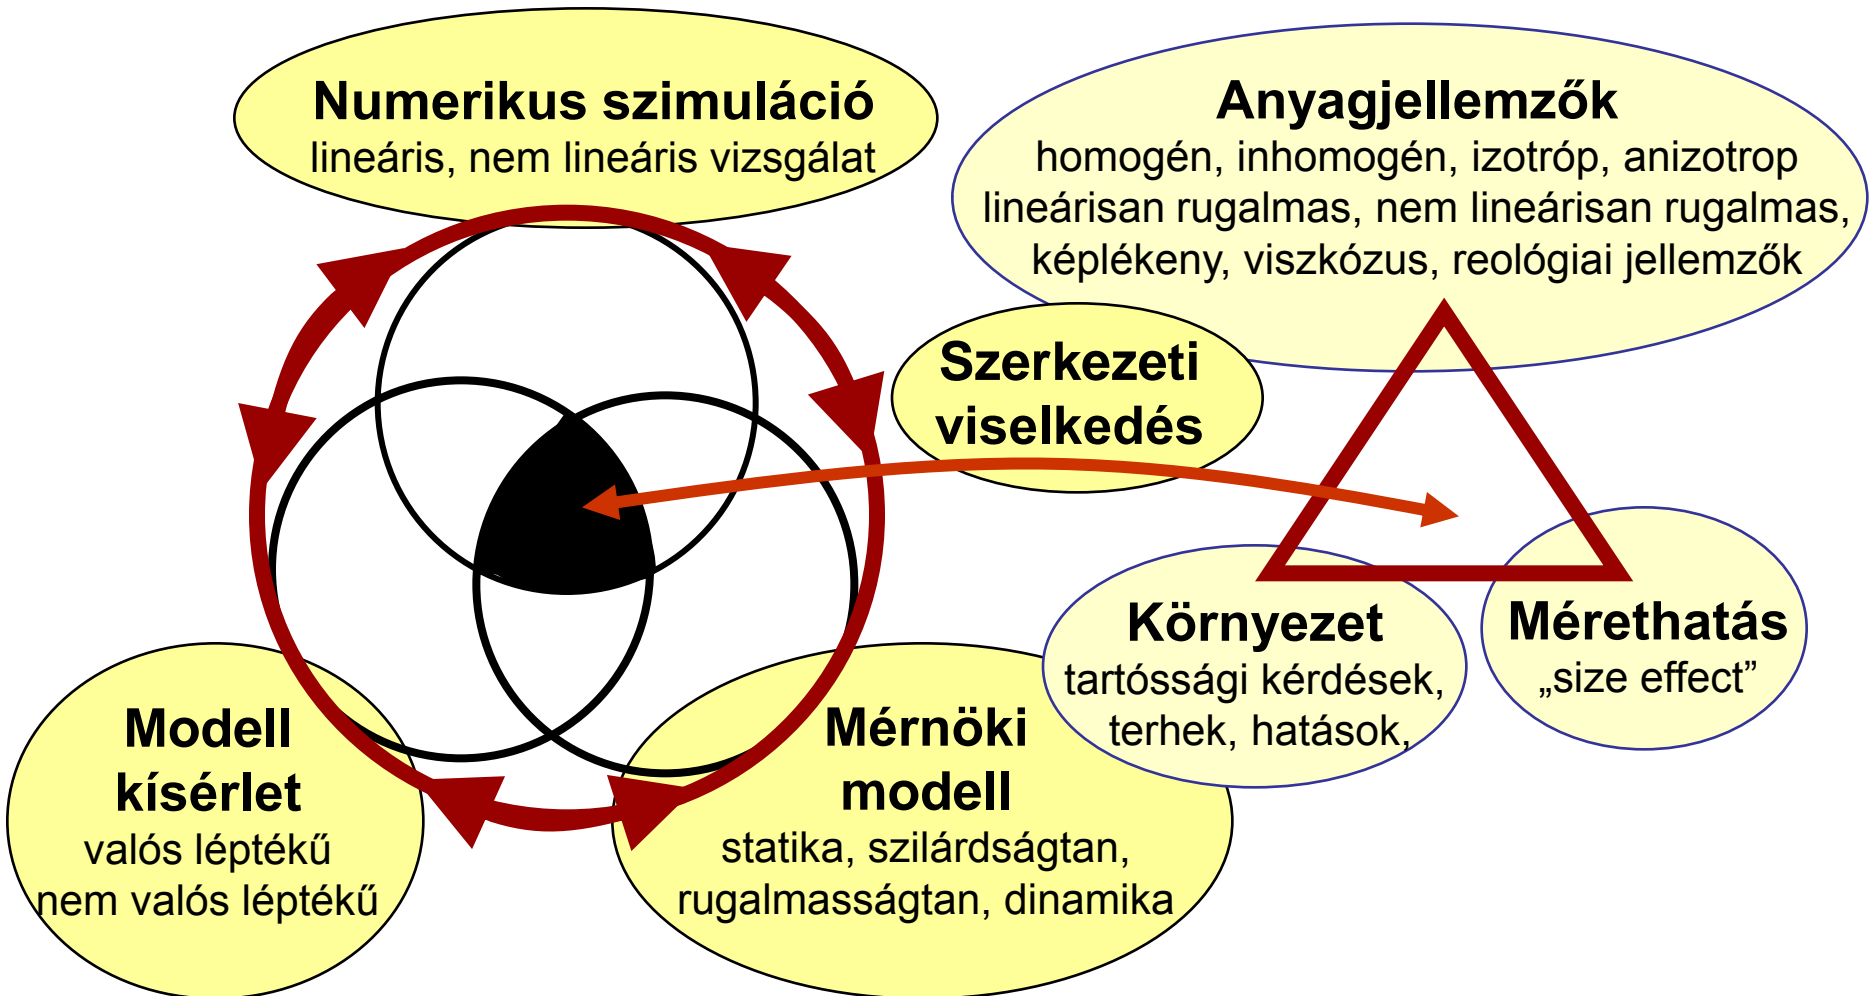 Numerikus szimuláció
lineáris, nem lineáris vizsgálat
Anyagjellemzők
homogén, inhomogén, izotróp, anizotrop
lineárisan rugalmas, nem lineárisan rugalmas,
képlékeny, viszkózus, reológiai jellemzők
Szerkezeti
viselkedés
Környezet
tartóssági kérdések,
terhek, hatások,
Mérethatás
„size effect”
Modell
kísérlet
valós léptékű
nem valós léptékű
Mérnöki
modell
statika, szilárdságtan,
rugalmasságtan, dinamika